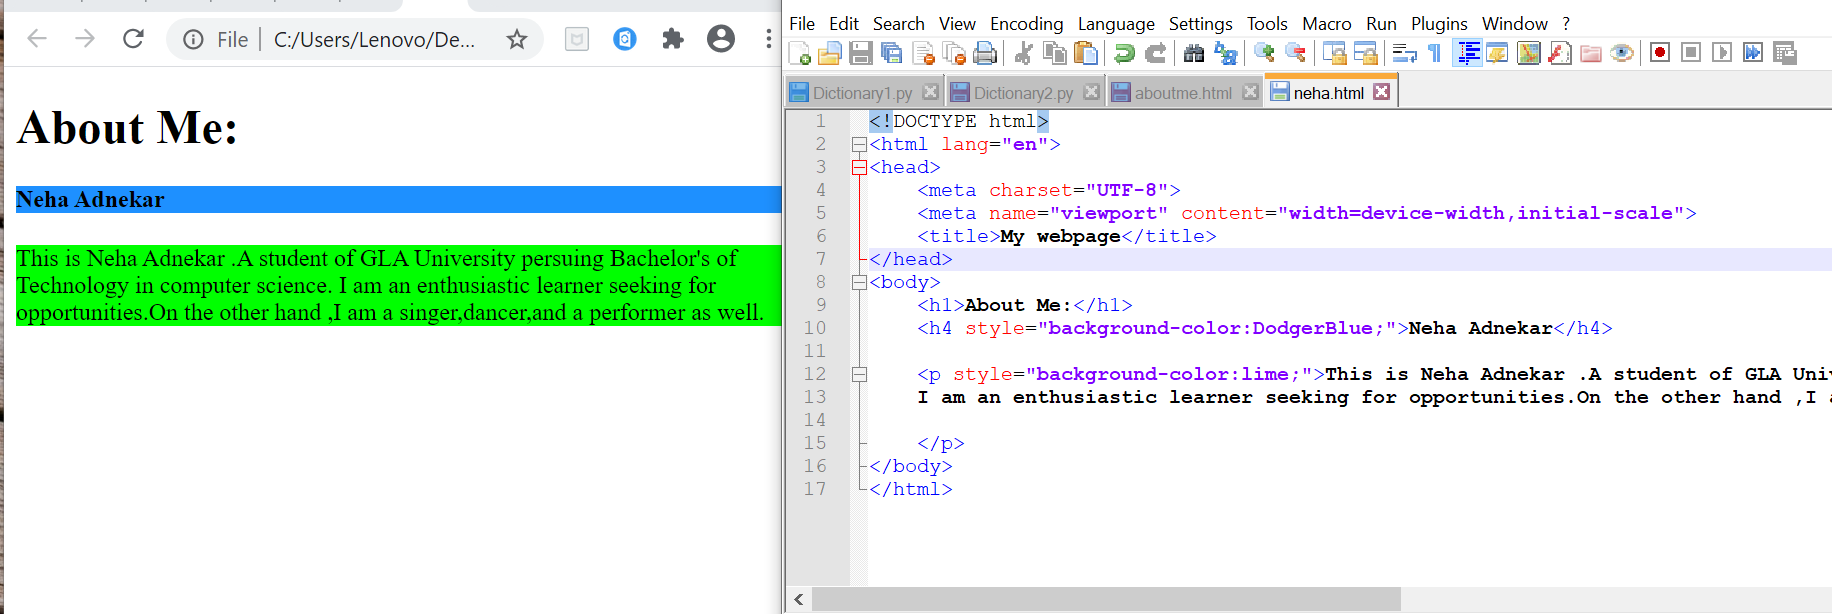 File C:/Users/Lenovo/De...
About Me:
Neha Adnekar
This is Neha Adnekar .A student of GLA University persuing Bachelor's of
Technology in computer science. I am an enthusiastic learner seeking for
opportunities.On the other hand ,I am a singer,dancer,and a performer as well.
File Edit Search View Encoding Language Settings Tools Macro Run Plugins Window ?
Dictionary1.py Dictionary2.py aboutme.html neha.html
1 <!DOCTYPE html>
2 <html lang="en">
3 <head>
4 <meta charset="UTF-8">
5 <meta name="viewport" content="width=device-width,initial-scale">
6 <title>My webpage</title>
7 </head>
8 <body>
9 <h1>About Me:</h1>
10 <h4 style="background-color:DodgerBlue;">Neha Adnekar</h4>
11
12 <p style="background-color:lime;">This is Neha Adnekar .A student of GLA Uni
13 I am an enthusiastic learner seeking for opportunities.On the other hand ,I
14
15 </p>
16 </body>
17 </html>